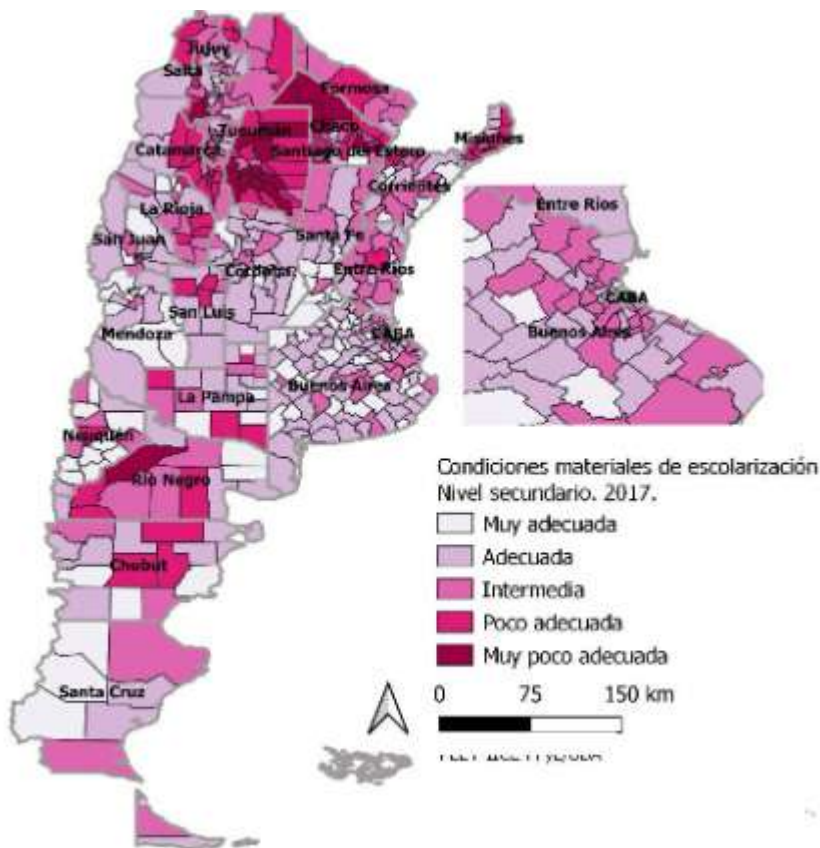 Jujuy
Salta
Formosa
Chaco
Tucumán
Santiago del Estero
Catamarca
Misiones
Corrientes
La Rioja
Santa Fe
San Juan
Córdoba
Entre Ríos
San Luis
Mendoza
CABA
Buenos Aires
La Pampa
Neuquén
Río Negro
Chubut
Santa Cruz
Entre Ríos
CABA
Buenos Aires
Condiciones materiales de escolarización
Nivel secundario. 2017.
Muy adecuada
Adecuada
Intermedia
Poco adecuada
Muy poco adecuada
0 75 150 km